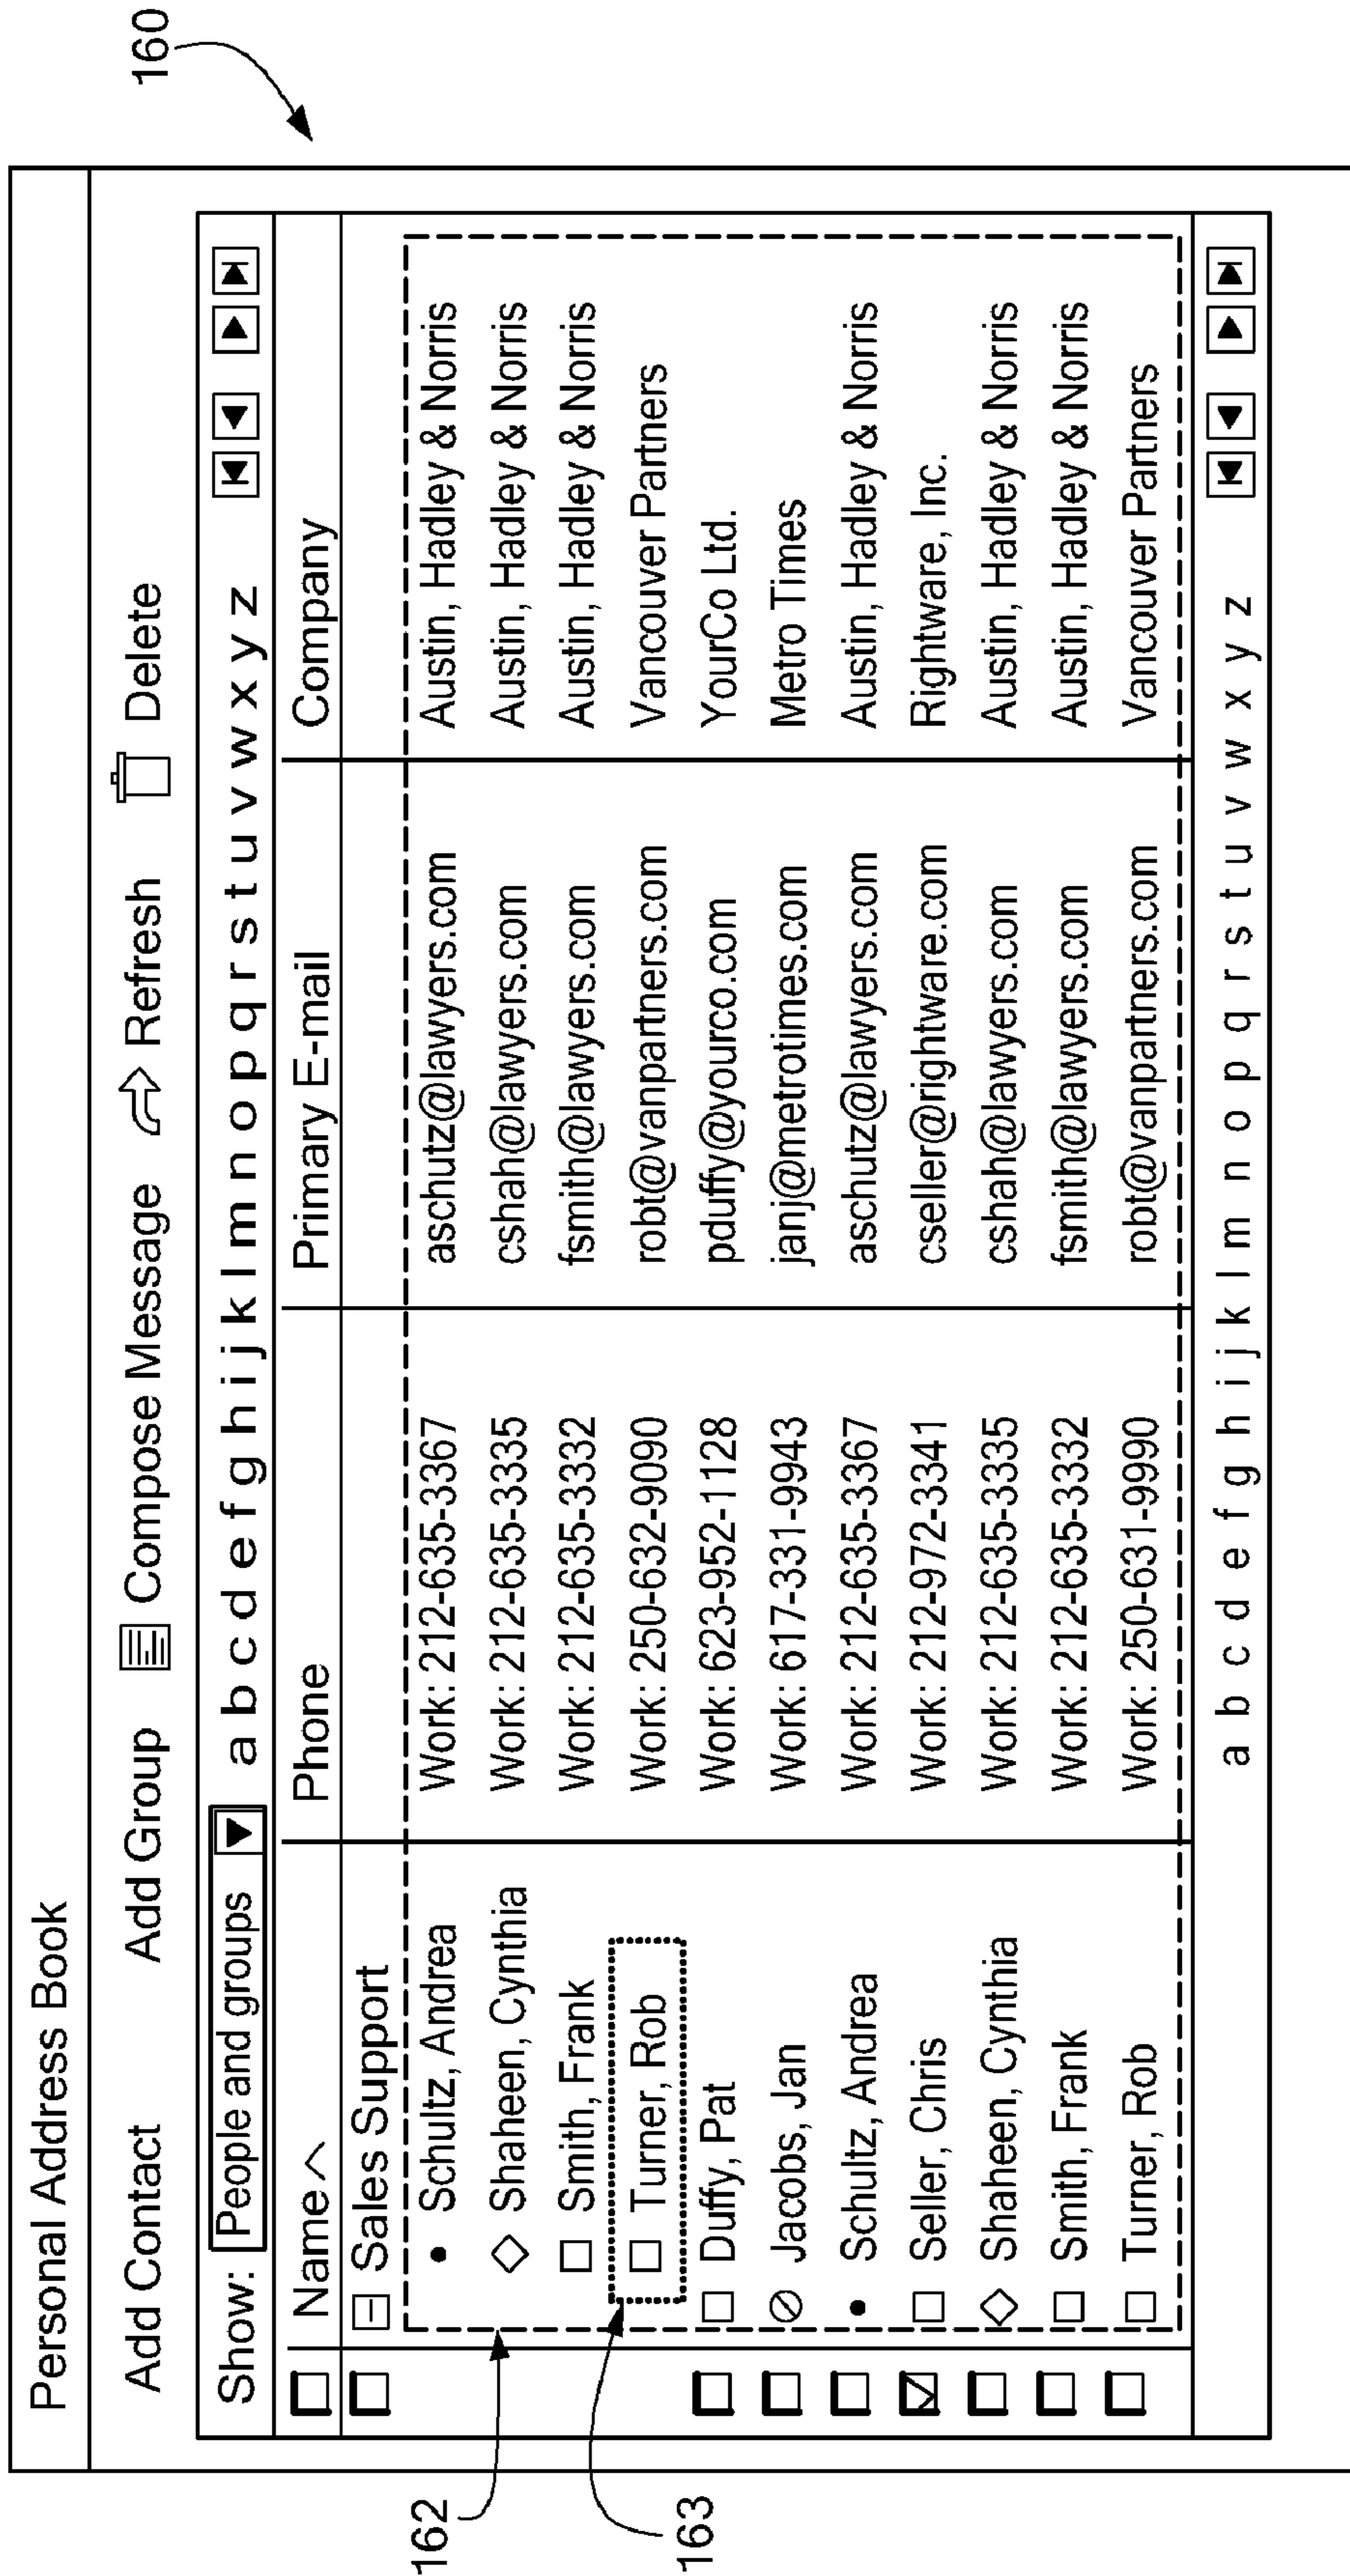 160
Personal Address Book
Add Contact Add Group Compose Message Refresh Delete
Show: People and groups a b c d e f g h i j k l m n o p q r s t u v w x y z
Name Phone Primary E-mail Company
Sales Support
Schultz, Andrea Work: 212-635-3367 aschutz@lawyers.com Austin, Hadley & Norris
Shaheen, Cynthia Work: 212-635-3335 cshah@lawyers.com Austin, Hadley & Norris
Smith, Frank Work: 212-635-3332 fsmith@lawyers.com Austin, Hadley & Norris
Turner, Rob Work: 250-632-9090 robt@vanpartners.com Vancouver Partners
Duffy, Pat Work: 623-952-1128 pduffy@yourco.com YourCo Ltd.
Jacobs, Jan Work: 617-331-9943 janj@metrotimes.com Metro Times
Schultz, Andrea Work: 212-635-3367 aschutz@lawyers.com Austin, Hadley & Norris
Seller, Chris Work: 212-972-3341 cseller@rightware.com Rightware, Inc.
Shaheen, Cynthia Work: 212-635-3335 cshah@lawyers.com Austin, Hadley & Norris
Smith, Frank Work: 212-635-3332 fsmith@lawyers.com Austin, Hadley & Norris
Turner, Rob Work: 250-631-9990 robt@vanpartners.com Vancouver Partners
a b c d e f g h i j k l m n o p q r s t u v w x y z
162
163